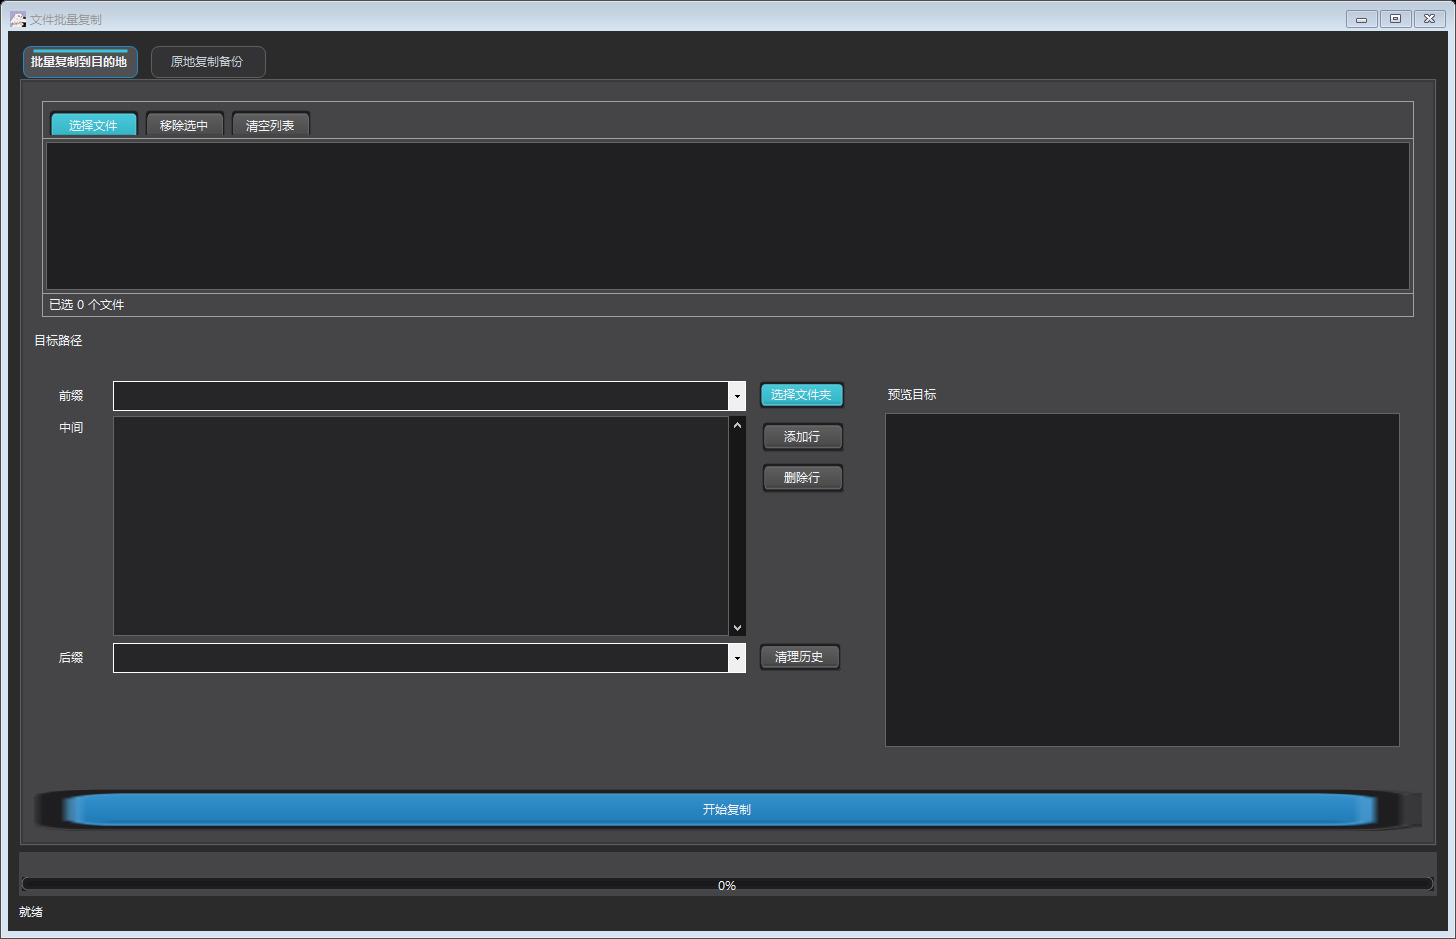 文件批量复制
批量复制到目的地 原地复制备份
选择文件 移除选中 清空列表
已选 0 个文件
目标路径
前缀 选择文件夹 预览目标
中间 添加行
删除行
后缀 清理历史
开始复制
0%
就绪